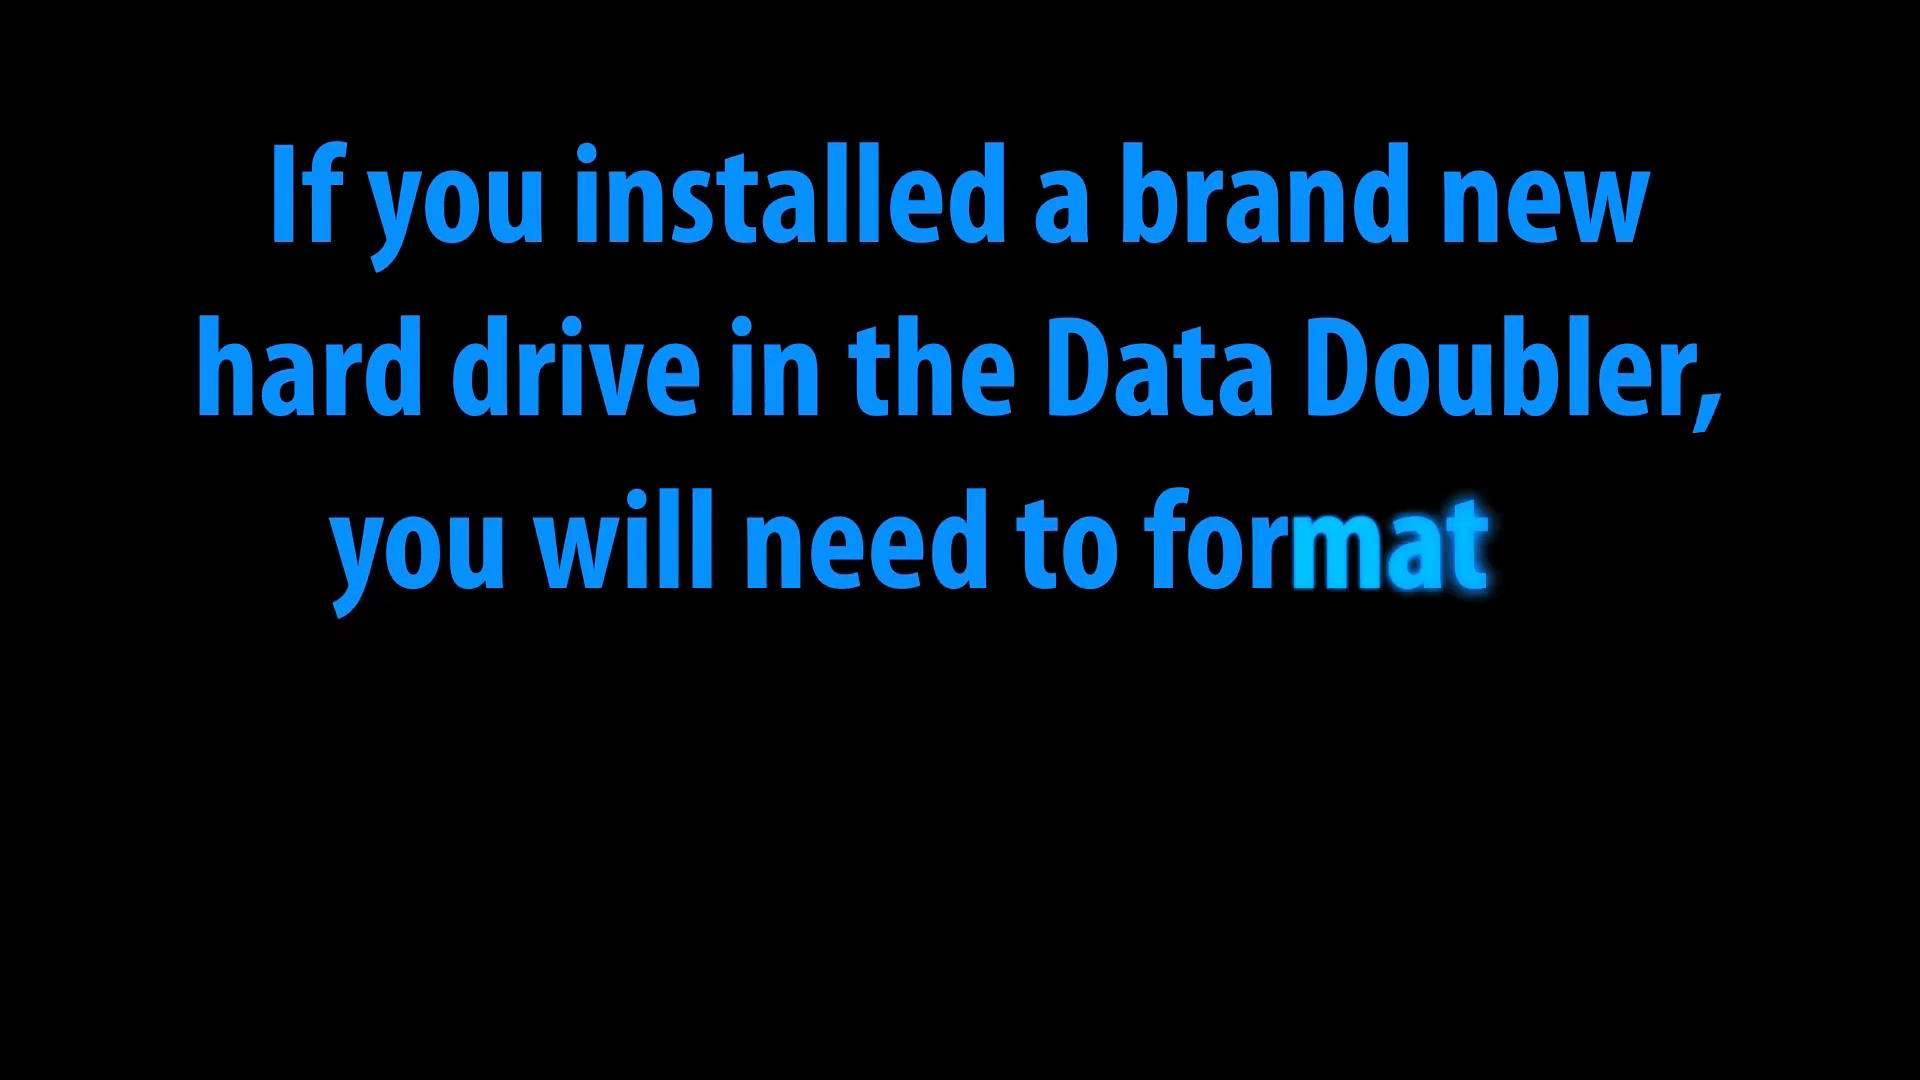 If you installed a brand new
hard drive in the Data Doubler,
you will need to format